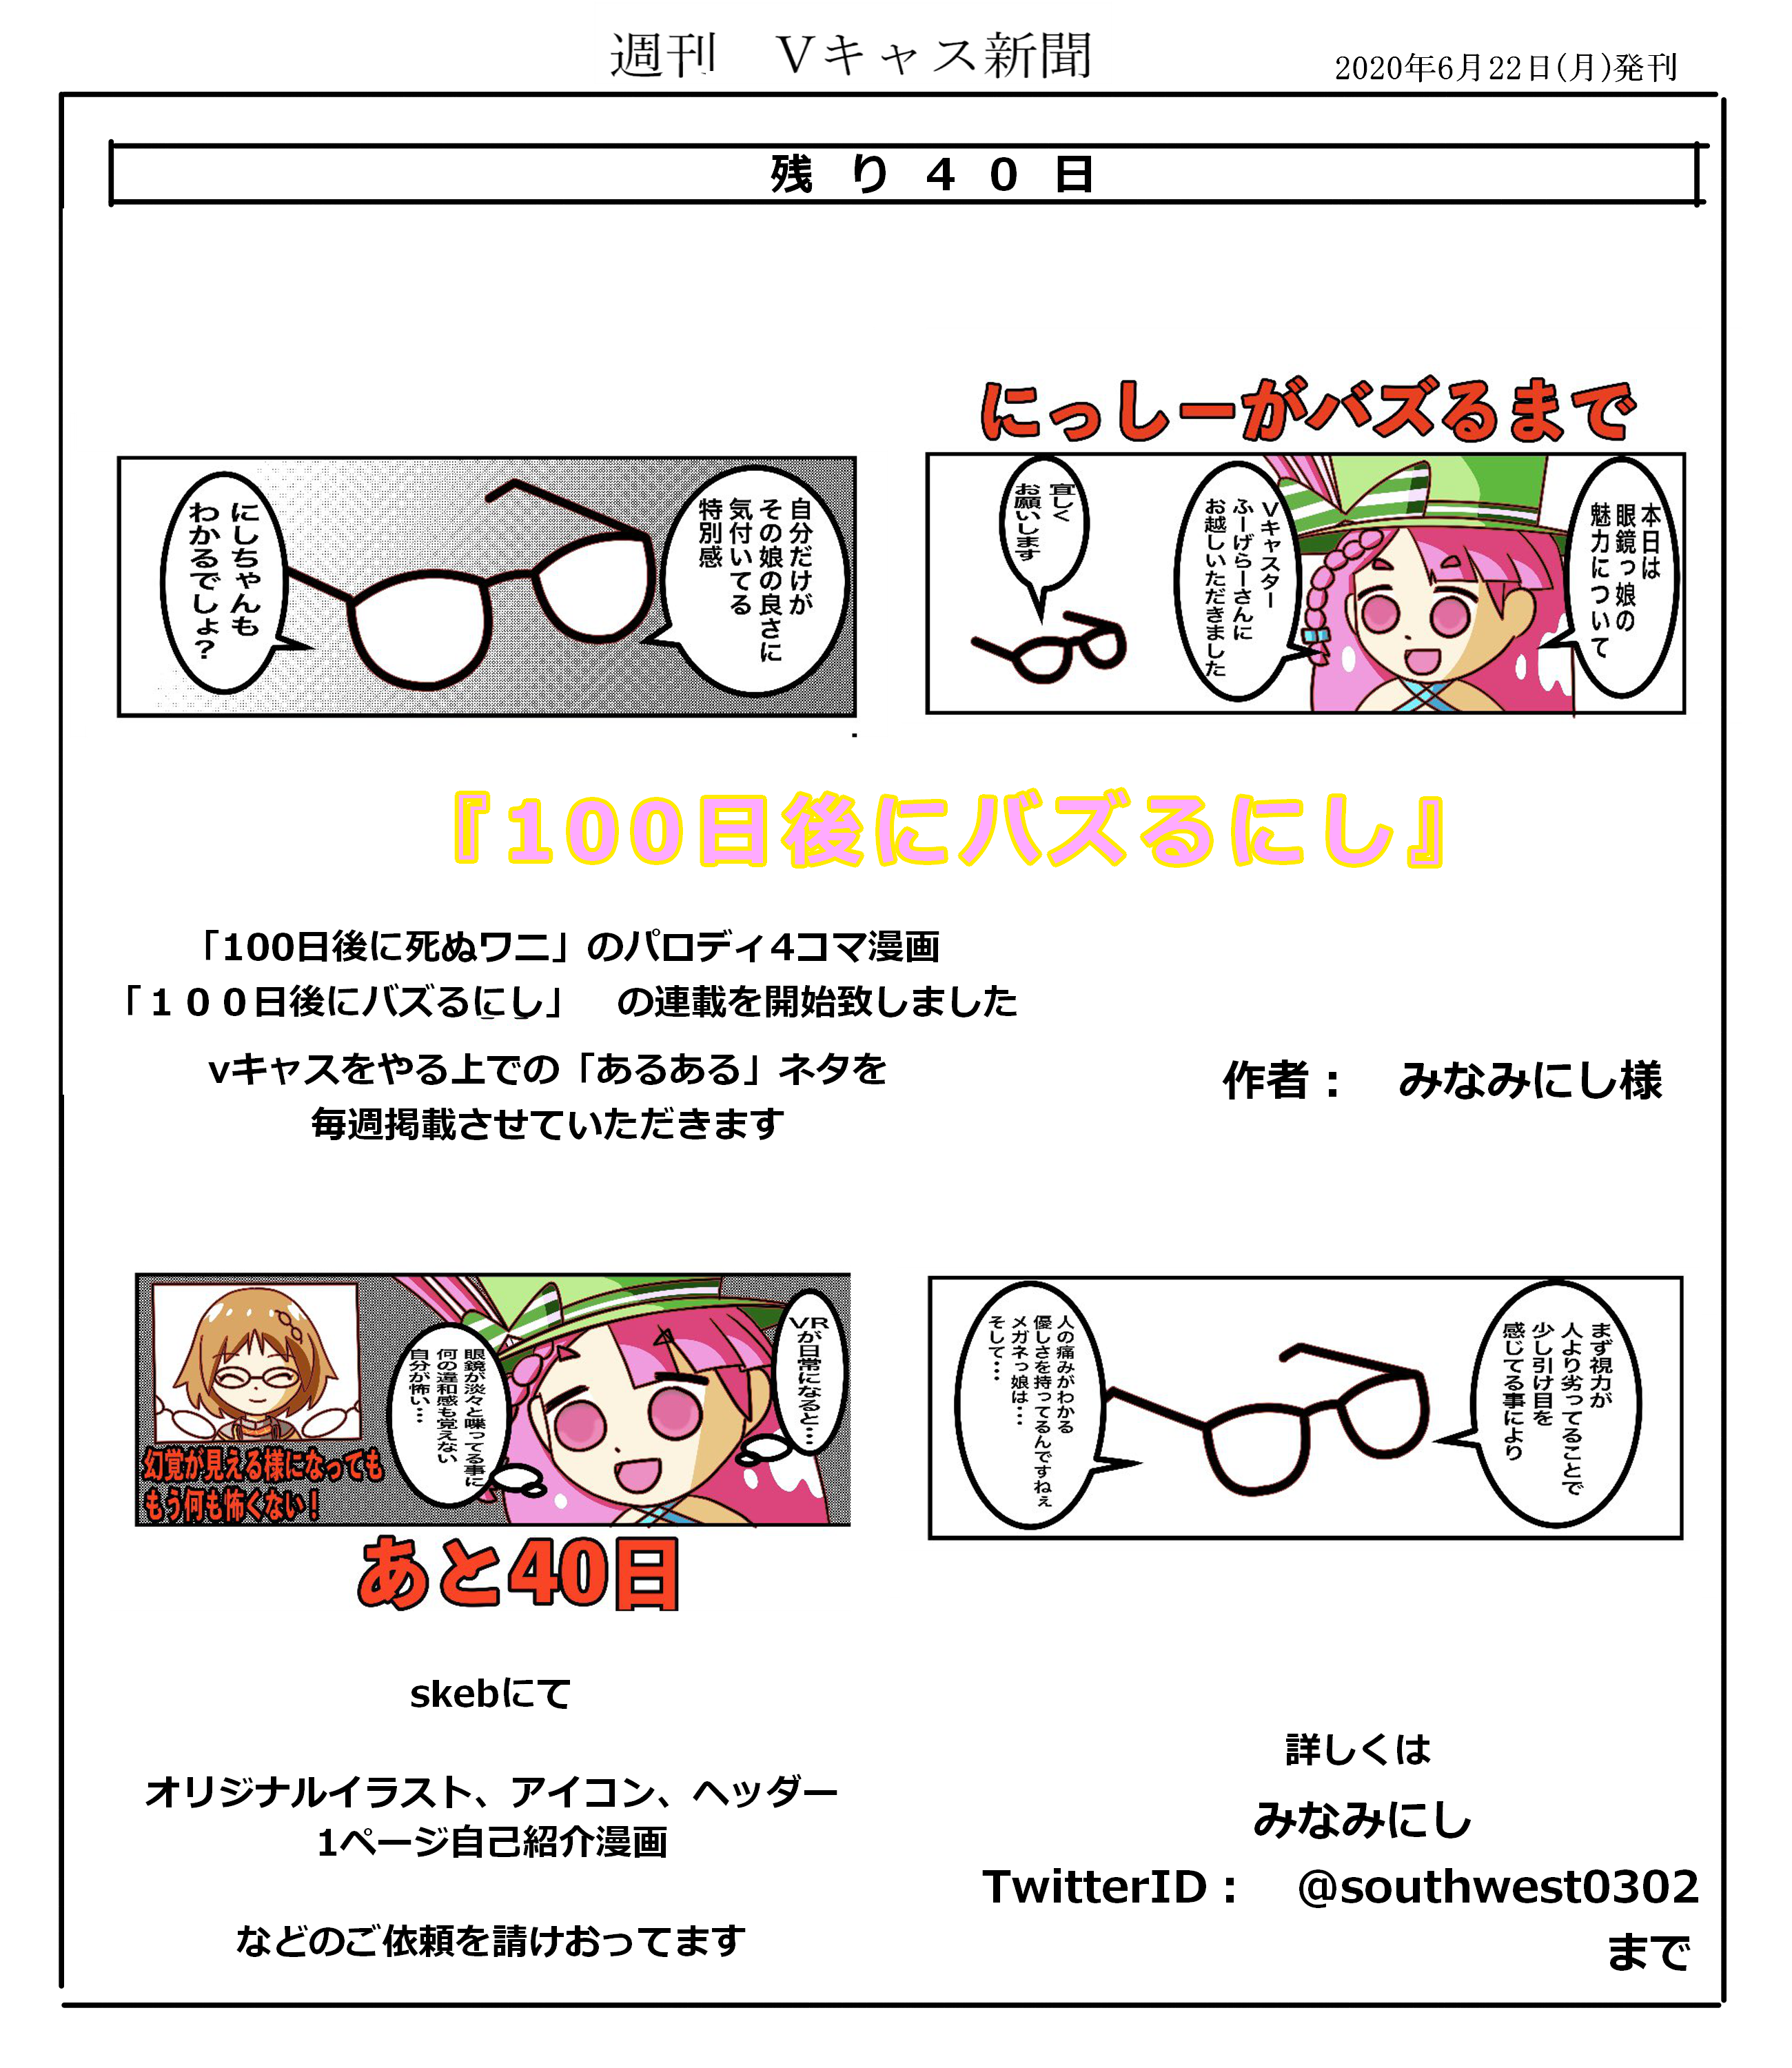 週刊　Vキャス新聞
2020年6月22日(月)発刊
残り４０日
にっしーがバズるまで
本日は
眼鏡っ娘の
魅力について
Vキャスター
ふーげらーさんに
お越しいただきました
宜しく
お願いします
自分だけが
その娘の良さに
気付いてる
特別感
にしちゃんも
わかるでしょ？
『100日後にバズるにし』
「100日後に死ぬワニ」のパロディ4コマ漫画
「１００日後にバズるにし」　の連載を開始致しました
vキャスをやる上での「あるある」ネタを
毎週掲載させていただきます
作者：　みなみにし様
まず視力が
人より劣ってることで
少し引け目を
感じてる事により
人の痛みがわかる
優しさを持ってるんですねぇ
メガネっ娘は・・・
そして・・・
VRが日常になると・・・
眼鏡が淡々と喋ってる事に
何の違和感も覚えない
自分が怖い・・・
幻覚が見える様になっても
もう何も怖くない！
あと40日
skebにて
オリジナルイラスト、アイコン、ヘッダー
1ページ自己紹介漫画
などのご依頼を請けおってます
詳しくは
みなみにし
TwitterID：　@southwest0302
まで